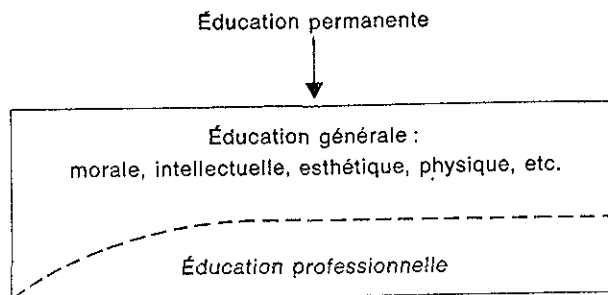 Éducation permanente
Éducation générale :
morale, intellectuelle, esthétique, physique, etc.
Éducation professionnelle